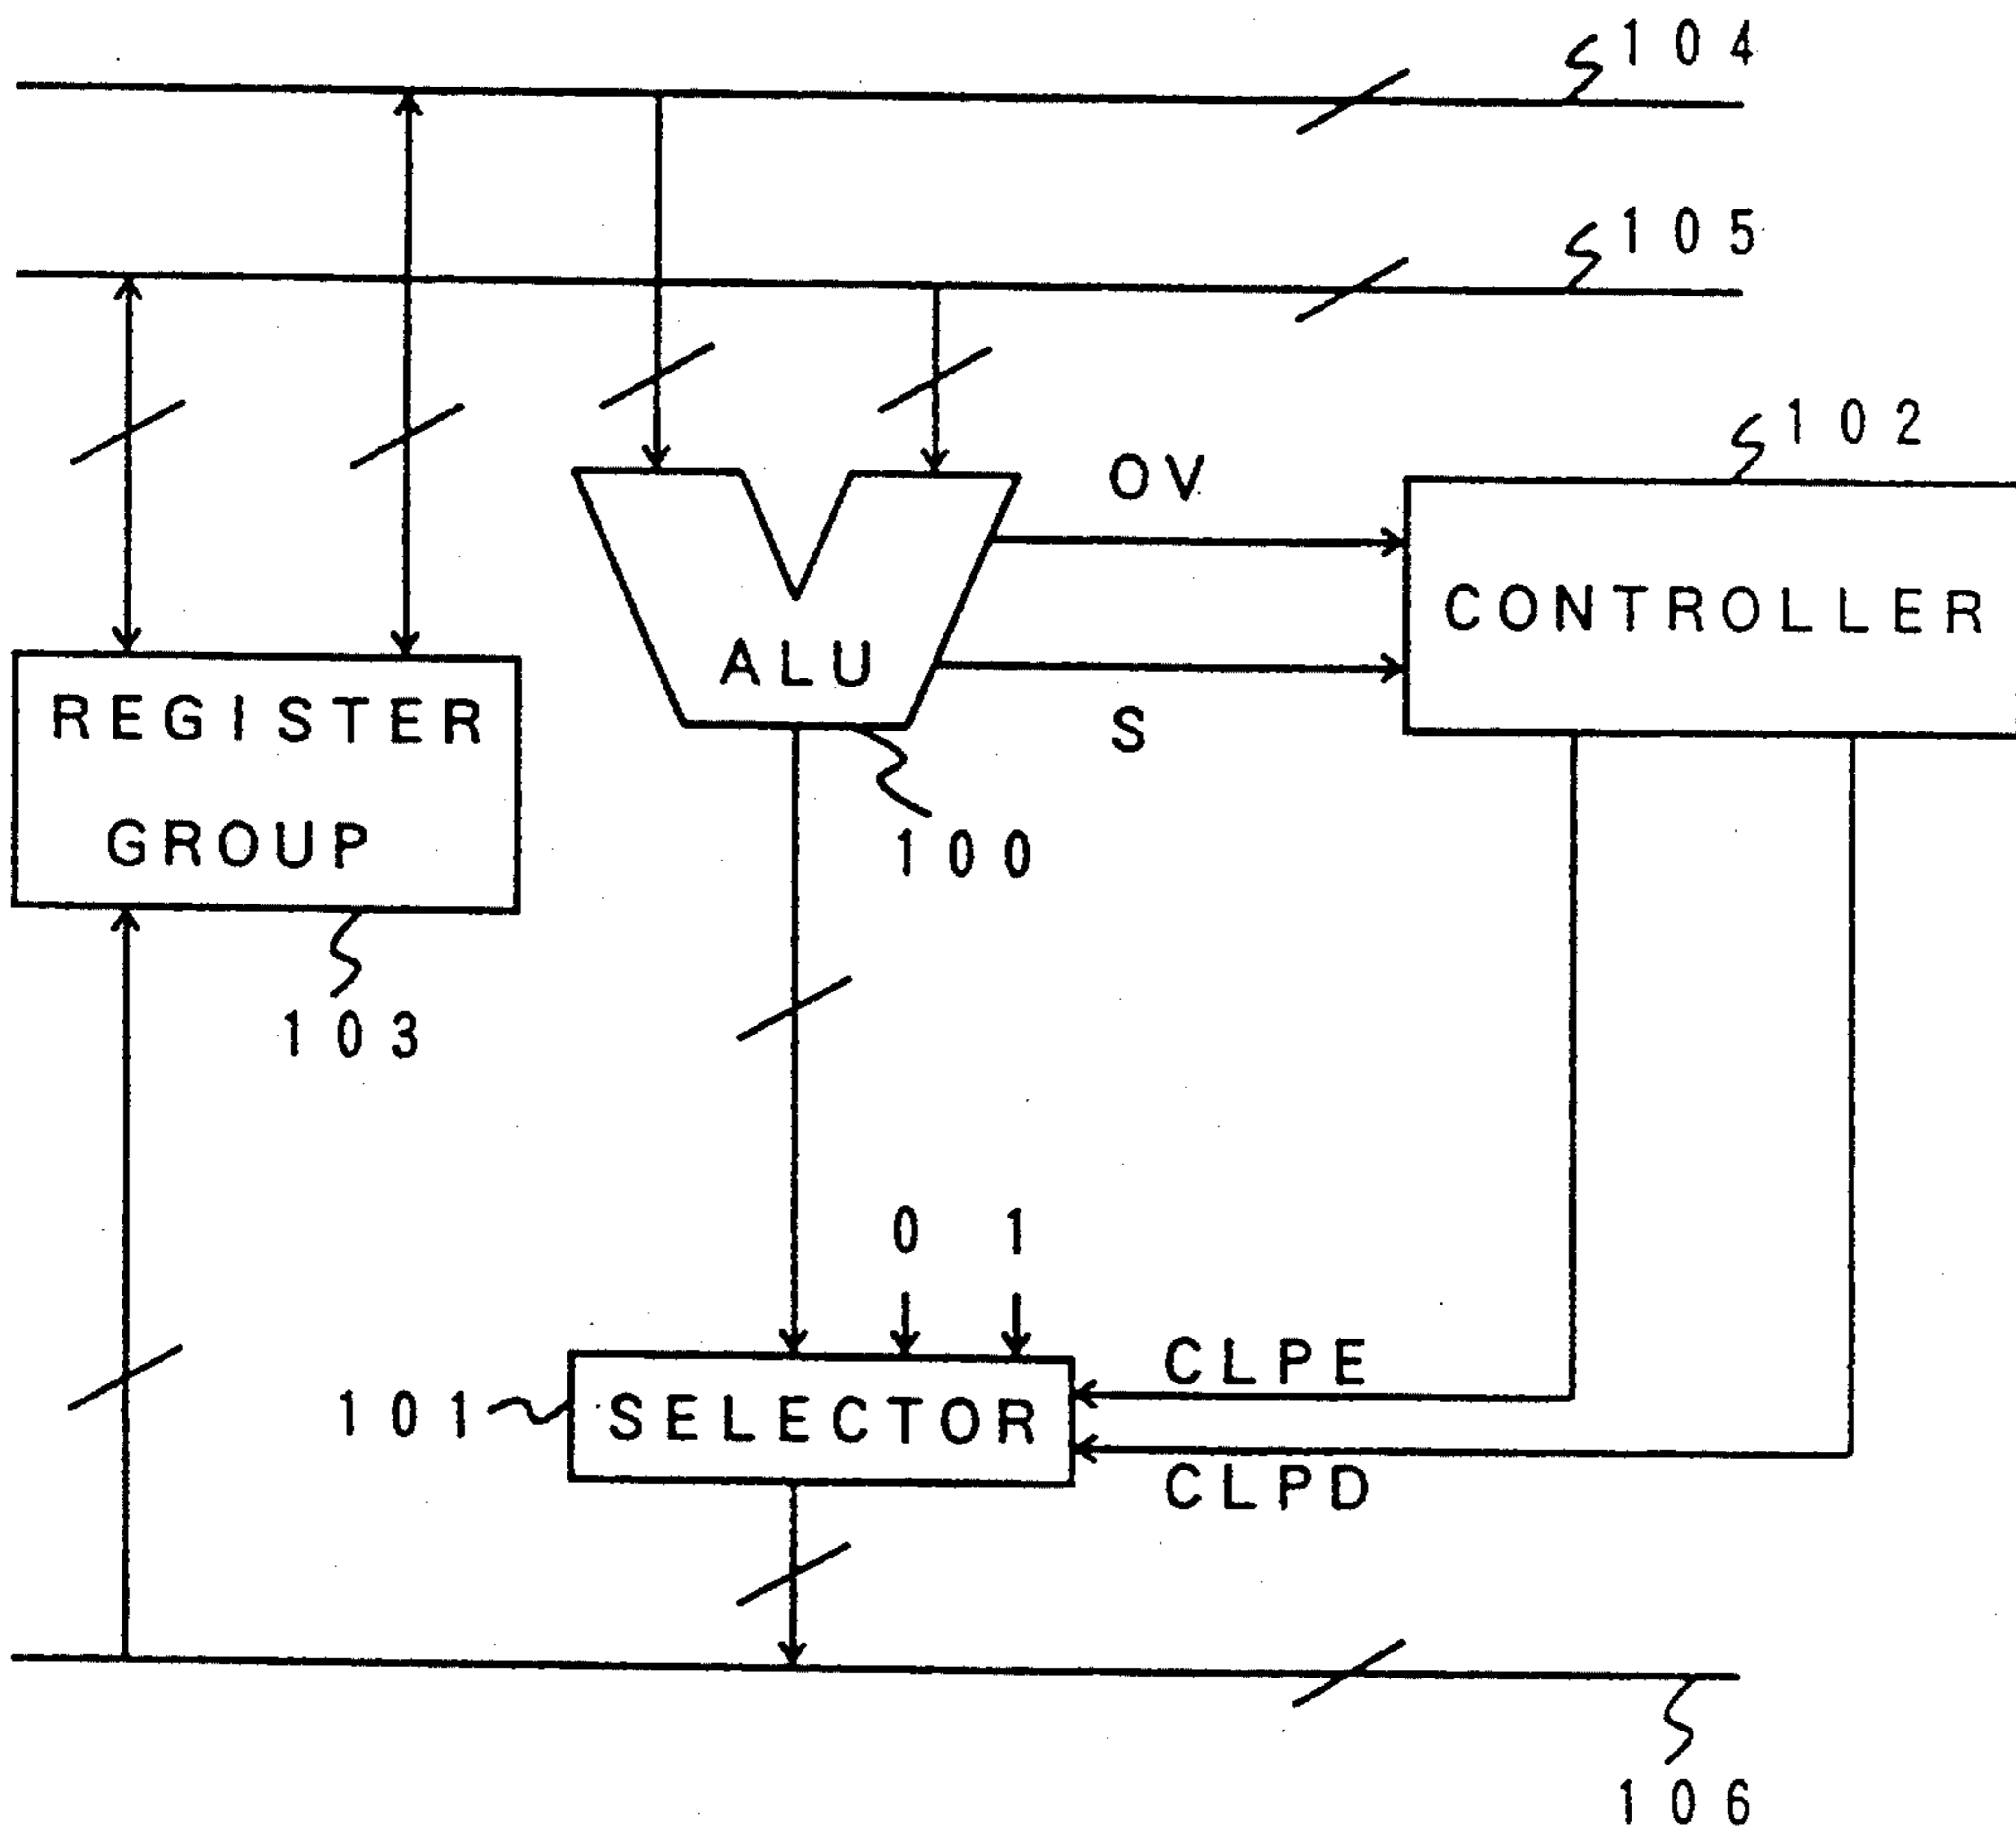 104
105
102
OV
CONTROLLER
ALU
S
REGISTER
GROUP
100
103
0 1
CLPE
101
SELECTOR
CLPD
106